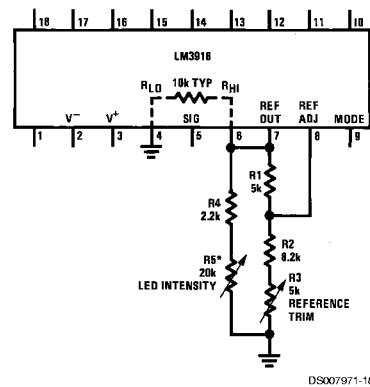 18 17 16 15 14 13 12 11 10
LM3916
10k TYP
RLO RHI
REF OUT
REF ADJ
V− V+ SIG MODE
1 2 3 4 5 6 7 8 9
R1
5k
R4
2.2k
R2
8.2k
R5*
20k
LED INTENSITY
R3
5k
REFERENCE
TRIM